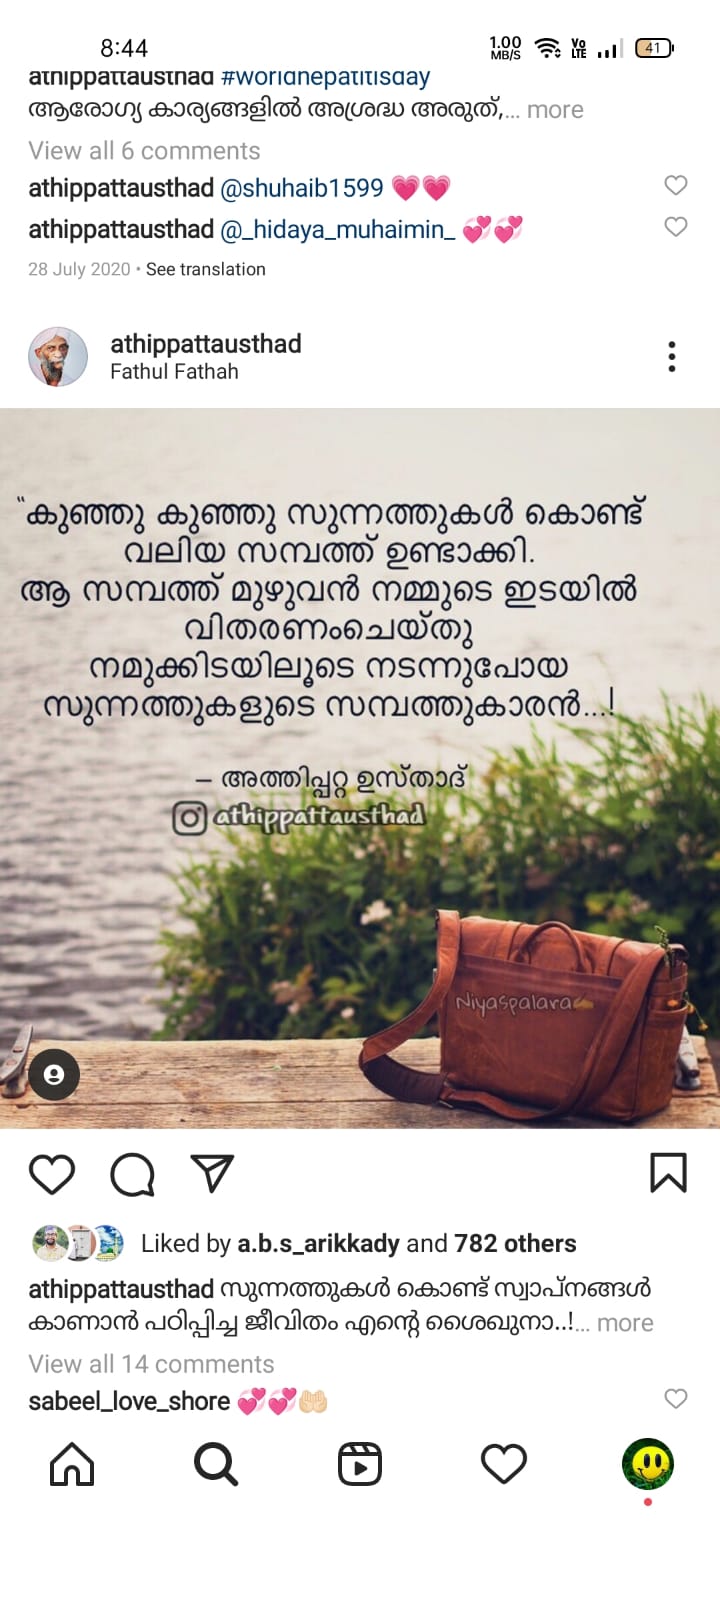 8:44
1.00 MB/S
Vo LTE
41
athippattausthad #worldhepatitisday
ആരോഗ്യ കാര്യങ്ങളിൽ അശ്രദ്ധ അരുത്,... more
View all 6 comments
athippattausthad @shuhaib1599 💗💗
athippattausthad @_hidaya_muhaimin_ 💞💞
28 July 2020 • See translation
athippattausthad
Fathul Fathah
“കുഞ്ഞു കുഞ്ഞു സുന്നത്തുകൾ കൊണ്ട്
വലിയ സമ്പത്ത് ഉണ്ടാക്കി.
ആ സമ്പത്ത് മുഴുവൻ നമ്മുടെ ഇടയിൽ
വിതരണംചെയ്തു
നമുക്കിടയിലൂടെ നടന്നുപോയ
സുന്നത്തുകളുടെ സമ്പത്തുകാരൻ...!
– അത്തിപ്പറ്റ ഉസ്താദ്
athippattausthad
Niyaspalara✍
Liked by a.b.s_arikkady and 782 others
athippattausthad സുന്നത്തുകൾ കൊണ്ട് സ്വാപ്നങ്ങൾ
കാണാൻ പഠിപ്പിച്ച ജീവിതം എന്റെ ശൈഖുനാ..!... more
View all 14 comments
sabeel_love_shore 💞💞🤲🏻